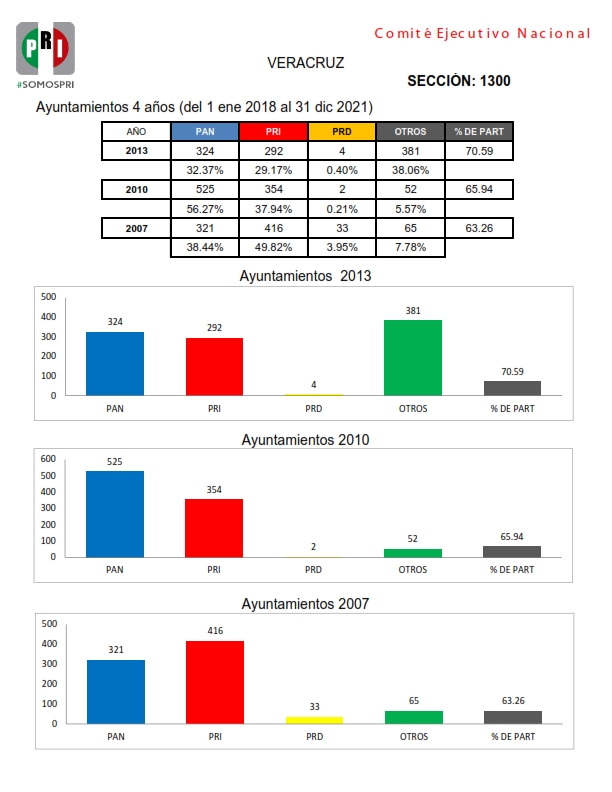 Comité Ejecutivo Nacional
PRI
#SOMOSPRI
VERACRUZ
SECCIÓN: 1300
Ayuntamientos 4 años (del 1 ene 2018 al 31 dic 2021)
AÑO PAN PRI PRD OTROS % DE PART
2013 324 292 4 381 70.59
32.37% 29.17% 0.40% 38.06%
2010 525 354 2 52 65.94
56.27% 37.94% 0.21% 5.57%
2007 321 416 33 65 63.26
38.44% 49.82% 3.95% 7.78%
Ayuntamientos 2013
500
400
300
200
100
0
324 292 4 381 70.59
PAN PRI PRD OTROS % DE PART
Ayuntamientos 2010
600
500
400
300
200
100
0
525 354 2 52 65.94
PAN PRI PRD OTROS % DE PART
Ayuntamientos 2007
500
400
300
200
100
0
321 416 33 65 63.26
PAN PRI PRD OTROS % DE PART